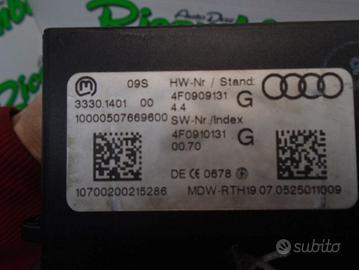 09S HW-Nr / Stand:
3330.1401 00 4F0909131 G
4.4
10000507669600 SW-Nr./Index
4F0910131 G
00.70
DE CE 0678
10700200215286 MDW-RTH19.07.0525011009
subito